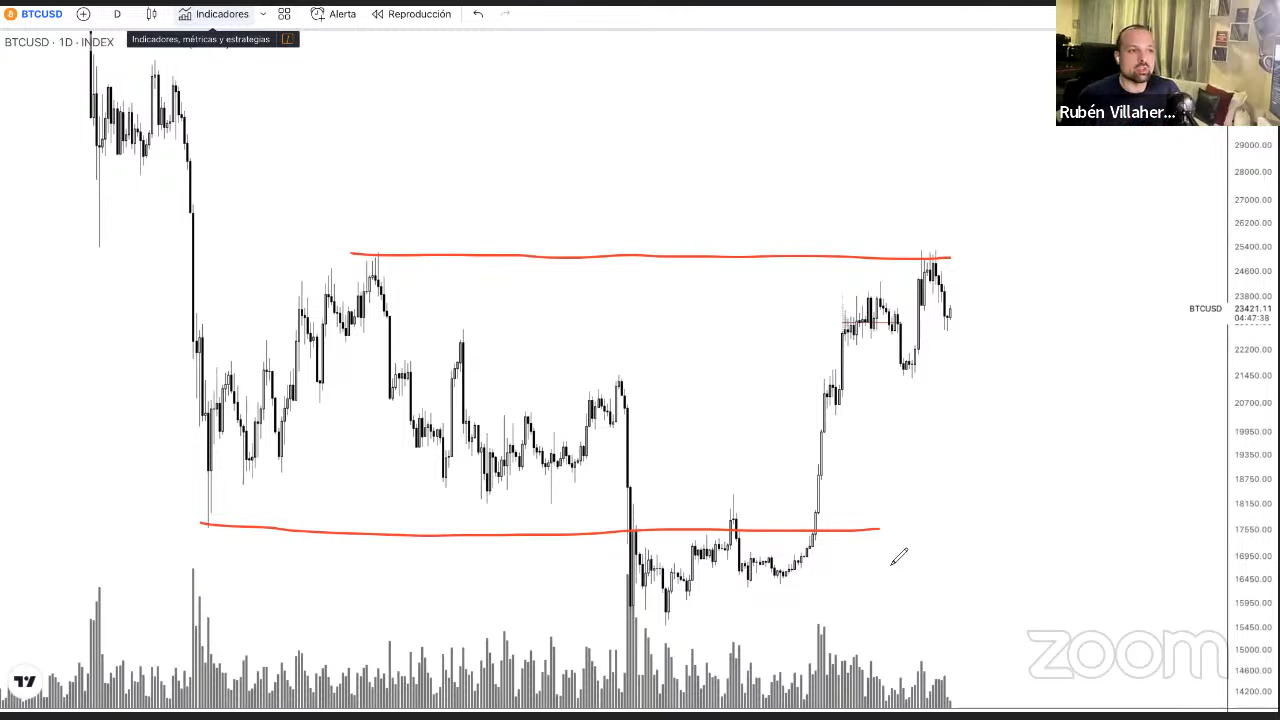 BTCUSD
D
Indicadores
Alerta
Reproducción
BTCUSD · 1D · INDEX
Indicadores, métricas y estrategias
/
Rubén Villaher...
29000.00
28000.00
27000.00
26200.00
25400.00
24600.00
23800.00
BTCUSD
23421.11
04:47:38
22200.00
21450.00
20700.00
19950.00
19350.00
18750.00
18150.00
17550.00
16950.00
16450.00
15950.00
15450.00
15000.00
14600.00
14200.00
zoom